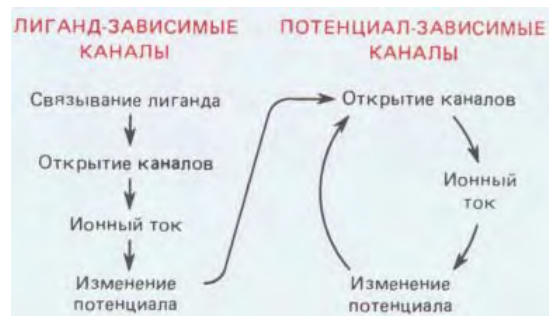 ЛИГАНД-ЗАВИСИМЫЕ
КАНАЛЫ
Связывание лиганда
Открытие каналов
Ионный ток
Изменение
потенциала
ПОТЕНЦИАЛ-ЗАВИСИМЫЕ
КАНАЛЫ
Открытие каналов
Ионный
ток
Изменение
потенциала